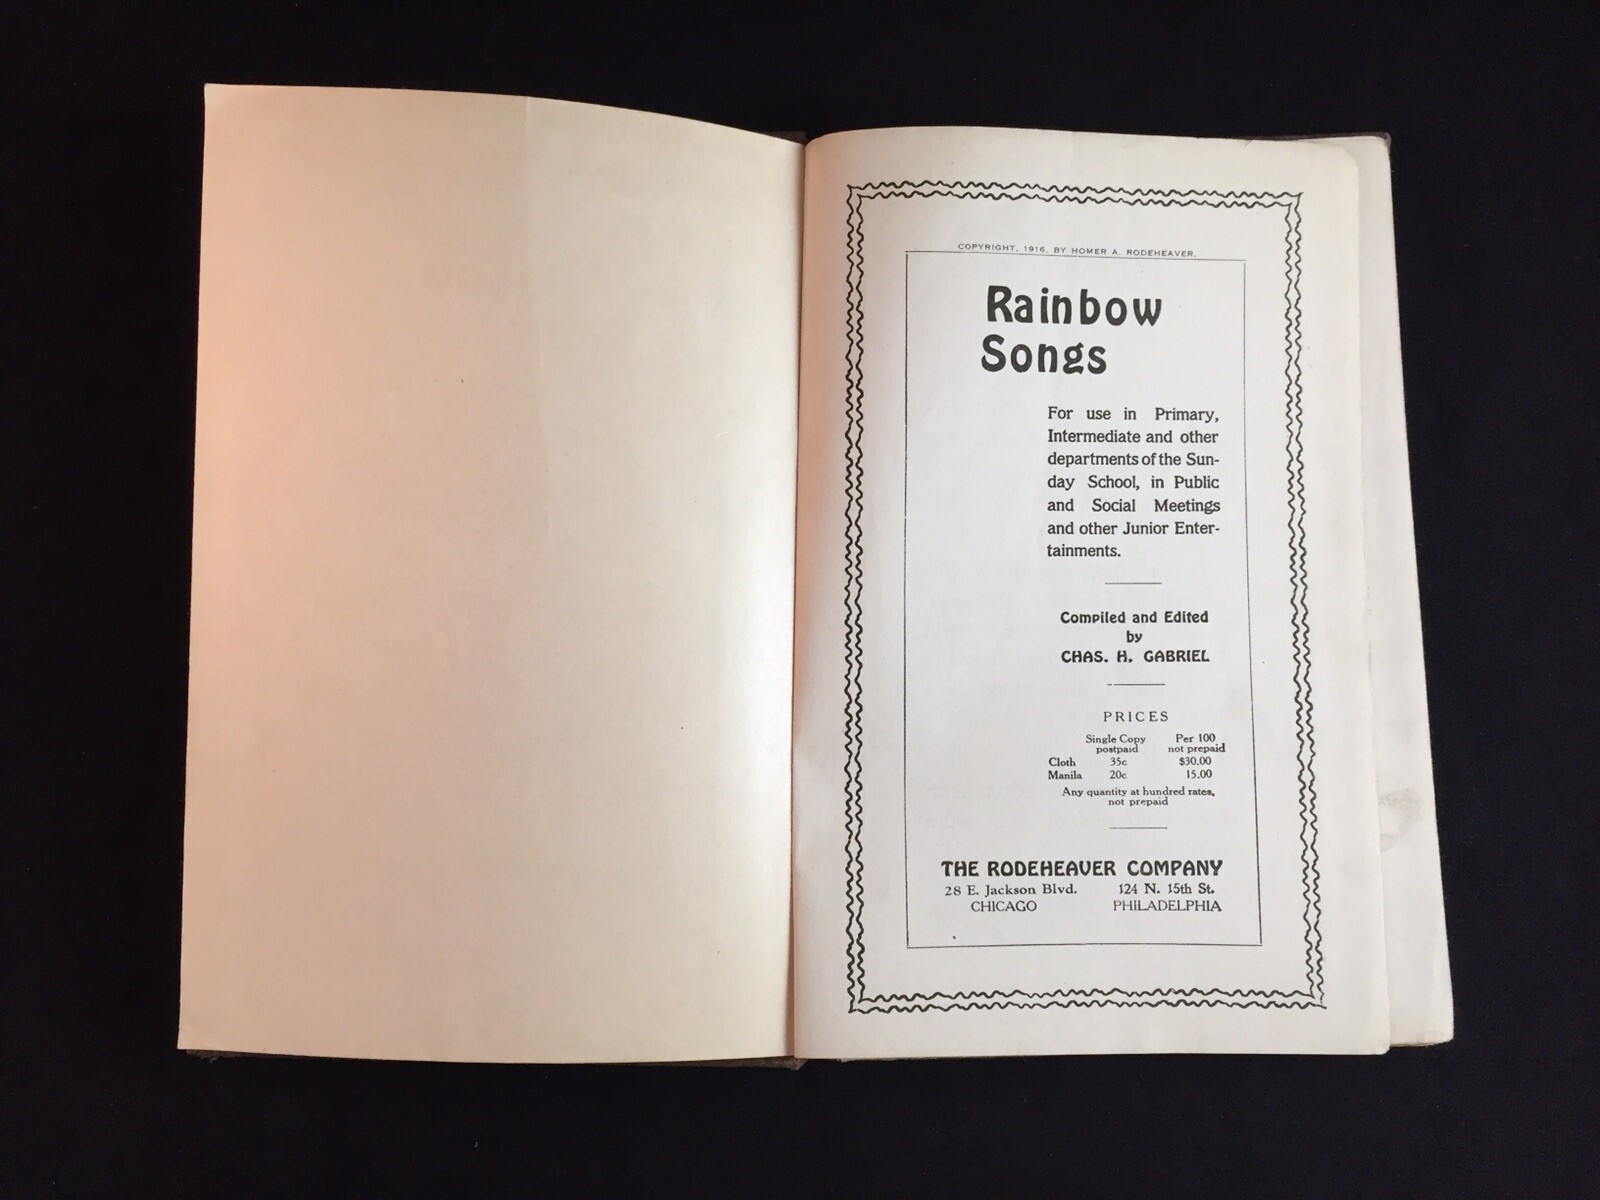 COPYRIGHT, 1916, BY HOMER A. RODEHEAVER.
Rainbow
Songs
For use in Primary,
Intermediate and other
departments of the Sun-
day School, in Public
and Social Meetings
and other Junior Enter-
tainments.
Compiled and Edited
by
CHAS. H. GABRIEL
PRICES
Single Copy Per 100
postpaid not prepaid
Cloth 35c $30.00
Manila 20c 15.00
Any quantity at hundred rates,
not prepaid
THE RODEHEAVER COMPANY
28 E. Jackson Blvd. 124 N. 15th St.
CHICAGO PHILADELPHIA